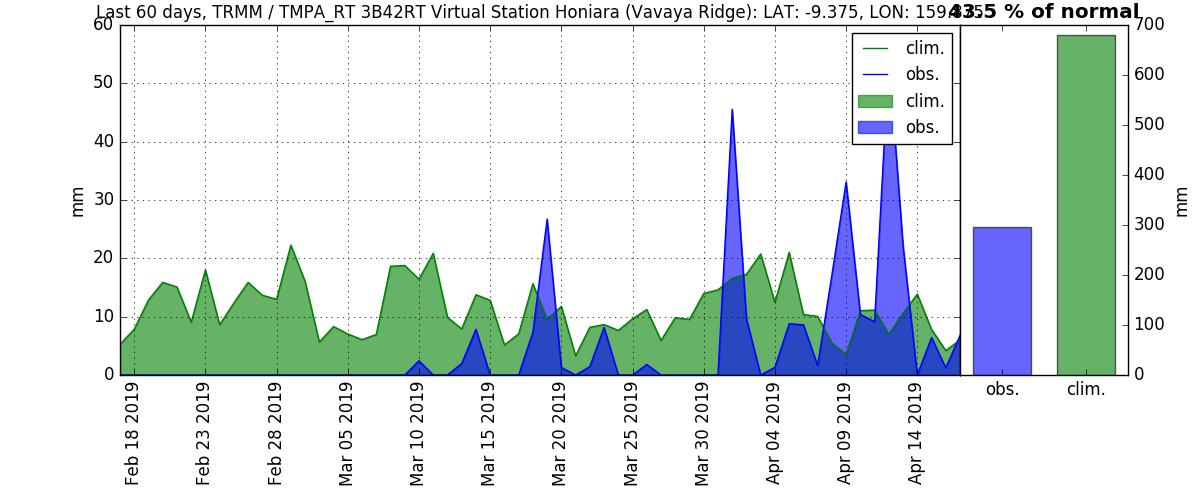 Last 60 days, TRMM / TMPA_RT 3B42RT Virtual Station Honiara (Vavaya Ridge): LAT: -9.375, LON: 159.875
43.5 % of normal
60
50
40
30
20
10
0
mm
clim.
obs.
clim.
obs.
700
600
500
400
300
200
100
0
mm
obs.
clim.
Feb 18 2019
Feb 23 2019
Feb 28 2019
Mar 05 2019
Mar 10 2019
Mar 15 2019
Mar 20 2019
Mar 25 2019
Mar 30 2019
Apr 04 2019
Apr 09 2019
Apr 14 2019